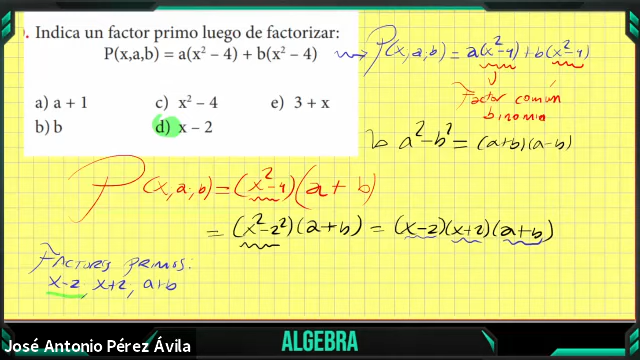 . Indica un factor primo luego de factorizar:
P(x,a,b) = a(x² – 4) + b(x² – 4)
a) a + 1
c) x² – 4
e) 3 + x
b) b
d) x – 2
P(x,a,b) = a(x²-4) + b(x²-4)
Factor común
binomio
a²-b² = (a+b)(a-b)
P(x,a,b) = (x²-4)(a+b)
= (x²-2²)(a+b) = (x-2)(x+2)(a+b)
Factores primos:
x-2, x+2, a+b
José Antonio Pérez Ávila
ALGEBRA